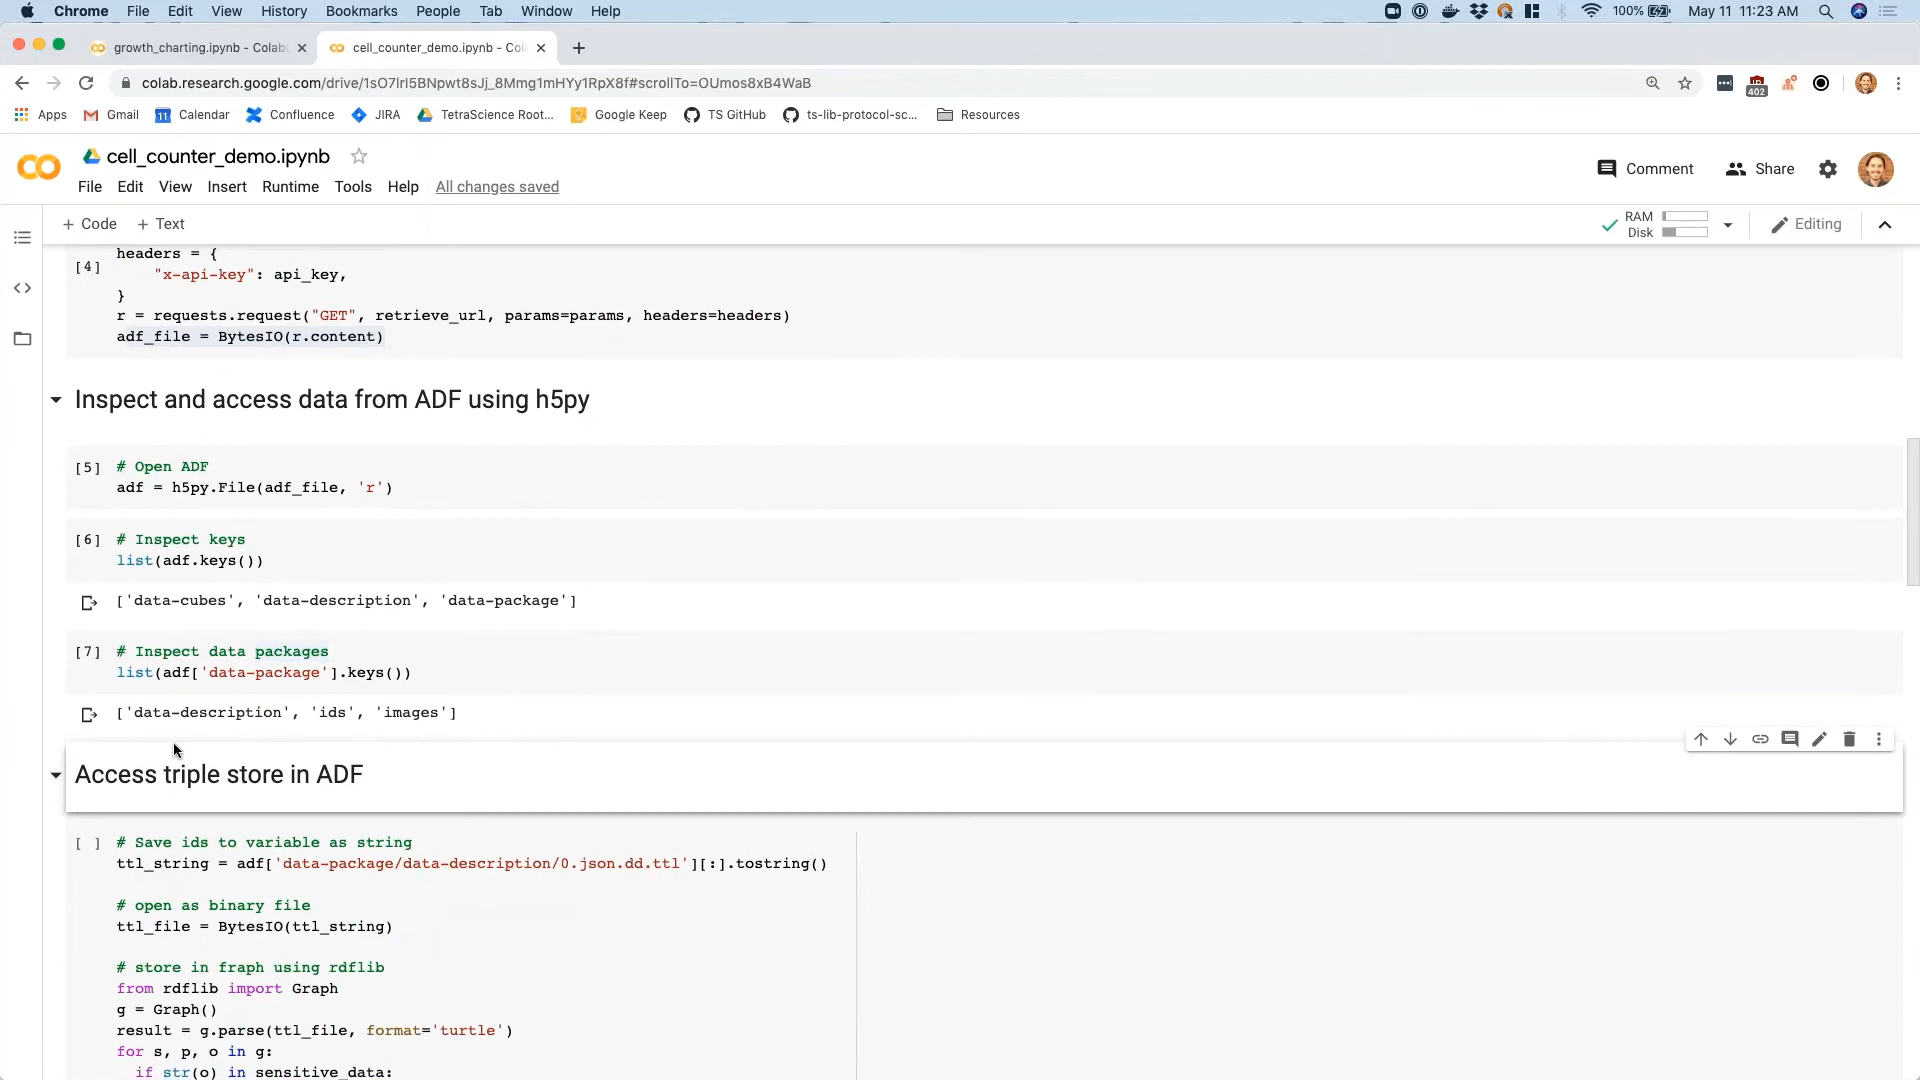 Chrome File Edit View History Bookmarks People Tab Window Help 100% May 11 11:23 AM
growth_charting.ipynb - Colab cell_counter_demo.ipynb - Col
colab.research.google.com/drive/1sO7lrl5BNpwt8sJj_8Mmg1mHYy1RpX8f#scrollTo=OUmos8xB4WaB 402
Apps Gmail 11 Calendar Confluence JIRA TetraScience Root... Google Keep TS GitHub ts-lib-protocol-sc... Resources
cell_counter_demo.ipynb
Comment Share
File Edit View Insert Runtime Tools Help All changes saved
+ Code + Text RAM Disk Editing
headers = {
[4]
"x-api-key": api_key,
}
r = requests.request("GET", retrieve_url, params=params, headers=headers)
adf_file = BytesIO(r.content)
Inspect and access data from ADF using h5py
[5] # Open ADF
adf = h5py.File(adf_file, 'r')
[6] # Inspect keys
list(adf.keys())
['data-cubes', 'data-description', 'data-package']
[7] # Inspect data packages
list(adf['data-package'].keys())
['data-description', 'ids', 'images']
Access triple store in ADF
[ ] # Save ids to variable as string
ttl_string = adf['data-package/data-description/0.json.dd.ttl'][:].tostring()
# open as binary file
ttl_file = BytesIO(ttl_string)
# store in fraph using rdflib
from rdflib import Graph
g = Graph()
result = g.parse(ttl_file, format='turtle')
for s, p, o in g:
if str(o) in sensitive_data: